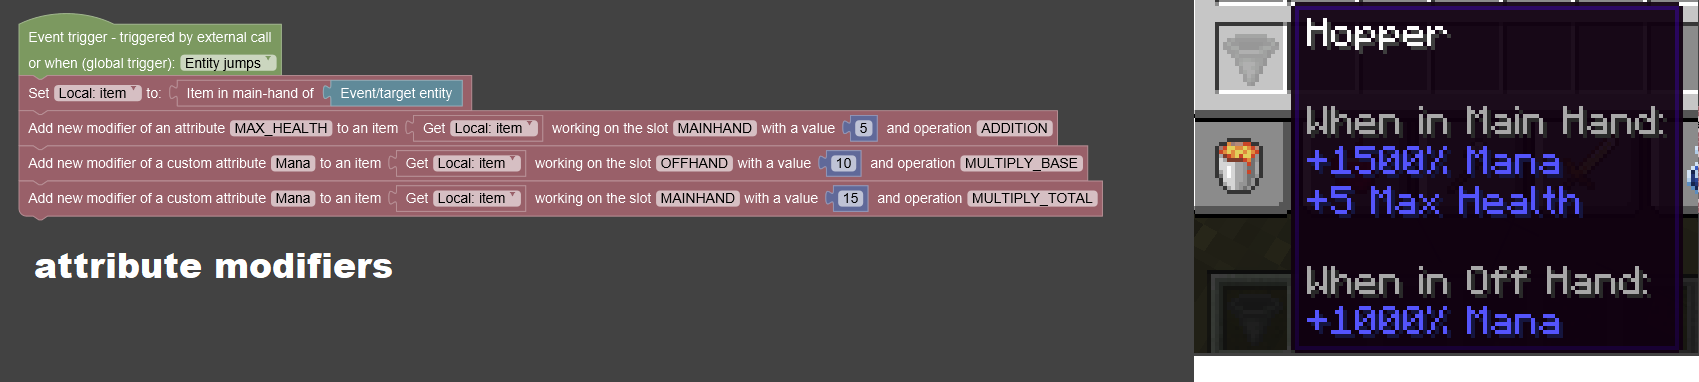 Event trigger - triggered by external call
or when (global trigger): Entity jumps
Set Local: item to: Item in main-hand of Event/target entity
Add new modifier of an attribute MAX_HEALTH to an item Get Local: item working on the slot MAINHAND with a value 5 and operation ADDITION
Add new modifier of a custom attribute Mana to an item Get Local: item working on the slot OFFHAND with a value 10 and operation MULTIPLY_BASE
Add new modifier of a custom attribute Mana to an item Get Local: item working on the slot MAINHAND with a value 15 and operation MULTIPLY_TOTAL
attribute modifiers
Hopper
When in Main Hand:
+1500% Mana
+5 Max Health
When in Off Hand:
+1000% Mana